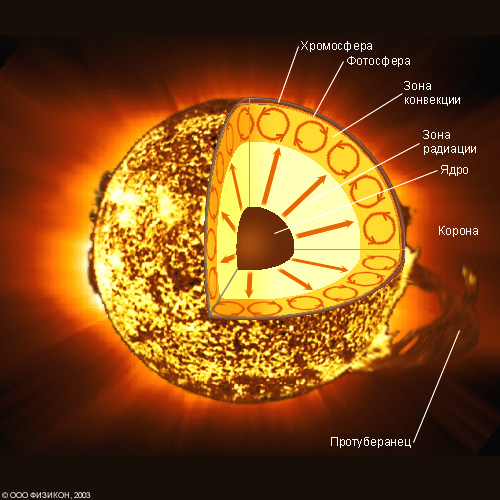 Хромосфера
Фотосфера
Зона
конвекции
Зона
радиации
Ядро
Корона
Протуберанец
© ООО ФИЗИКОН, 2003